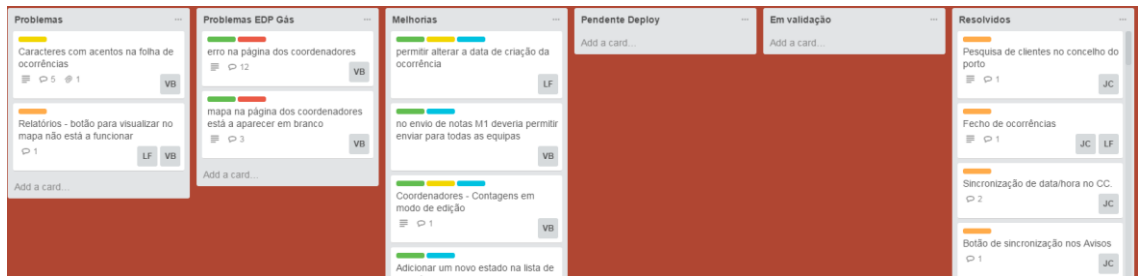 Problemas
Caracteres com acentos na folha de
ocorrências
5 1
VB
Relatórios - botão para visualizar no
mapa não está a funcionar
1
LF VB
Add a card...
Problemas EDP Gás
erro na página dos coordenadores
12
VB
mapa na página dos coordenadores
está a aparecer em branco
3
VB
Add a card...
Melhorias
permitir alterar a data de criação da
ocorrência
LF
no envio de notas M1 deveria permitir
enviar para todas as equipas
VB
Coordenadores - Contagens em
modo de edição
1
VB
Adicionar um novo estado na lista de
Pendente Deploy
Add a card...
Em validação
Add a card...
Resolvidos
Pesquisa de clientes no concelho do
porto
1
JC
Fecho de ocorrências
1
JC LF
Sincronização de data/hora no CC.
2
JC
Botão de sincronização nos Avisos
1
JC